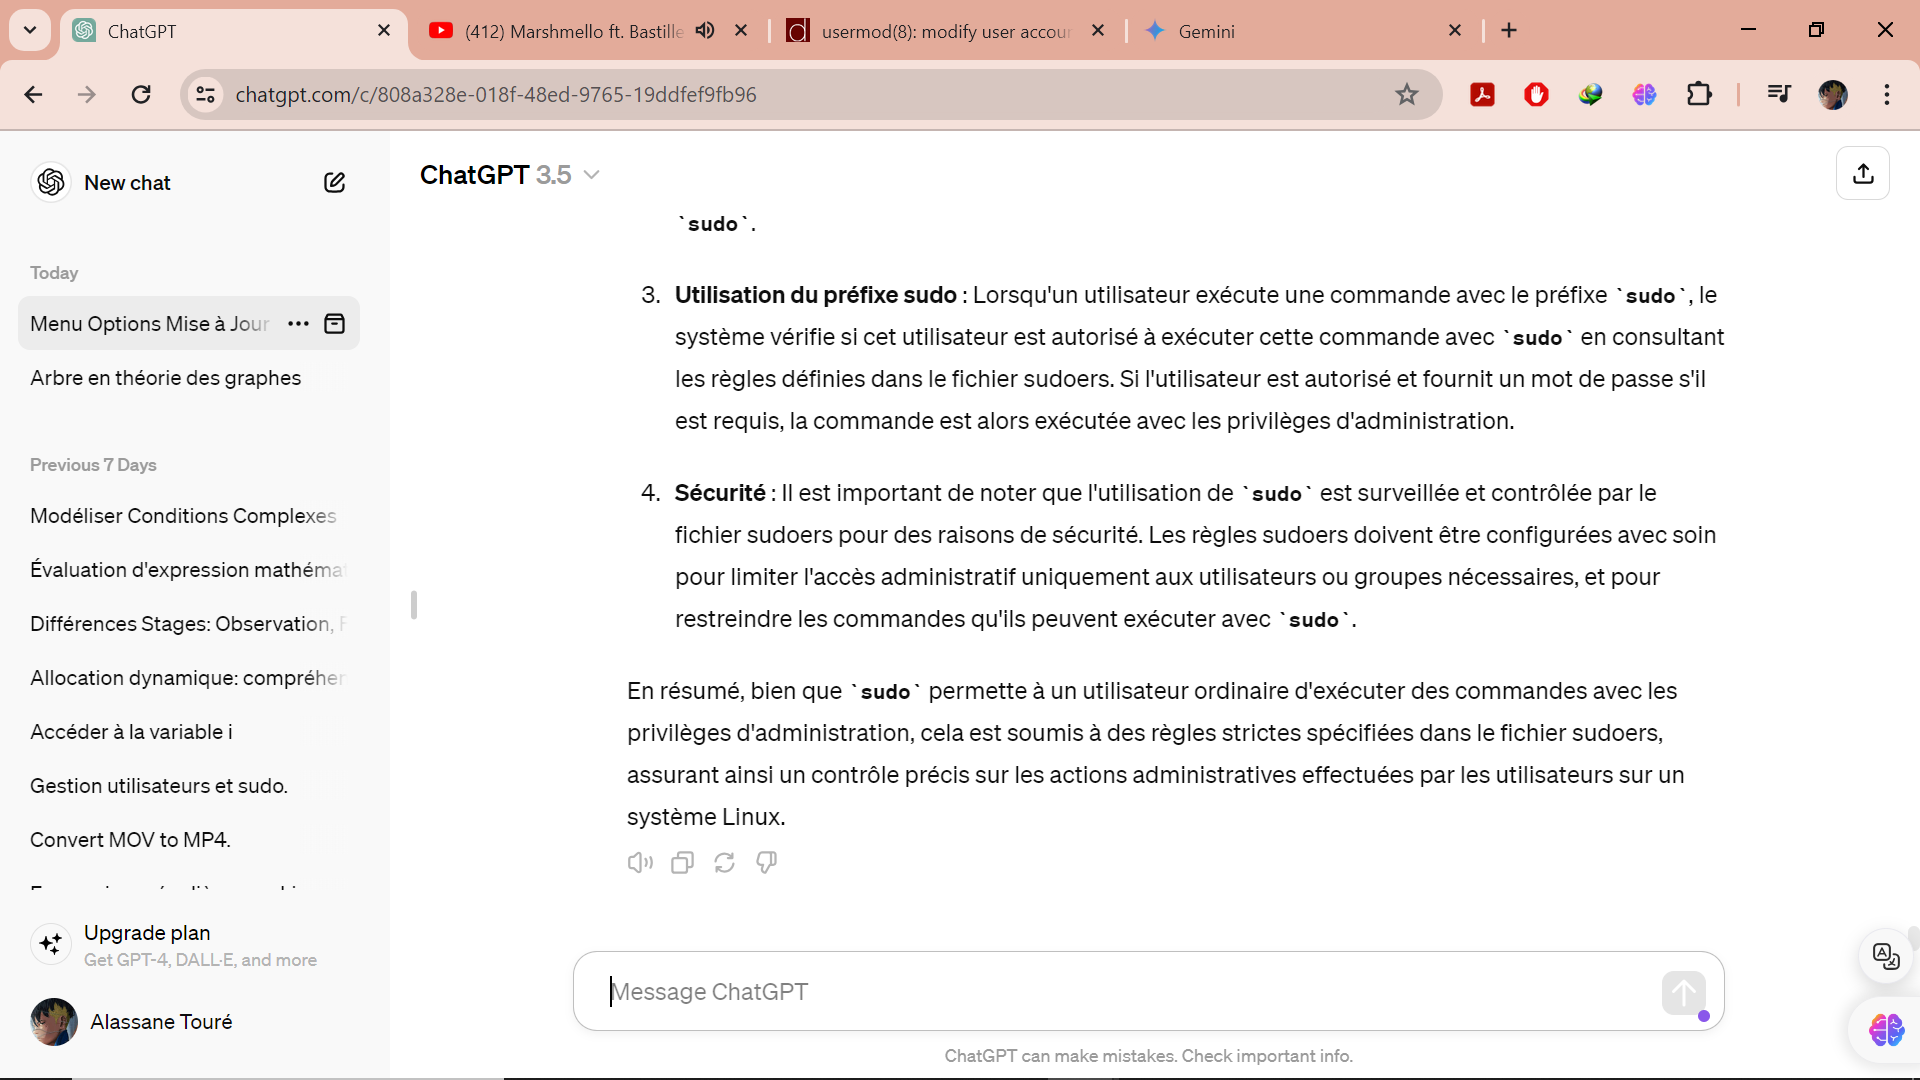 ChatGPT
(412) Marshmello ft. Bastille
usermod(8): modify user accour
Gemini
chatgpt.com/c/808a328e-018f-48ed-9765-19ddfef9fb96
New chat
Today
Menu Options Mise à Jour
Arbre en théorie des graphes
Previous 7 Days
Modéliser Conditions Complexes
Évaluation d'expression mathéma
Différences Stages: Observation, F
Allocation dynamique: compréhen
Accéder à la variable i
Gestion utilisateurs et sudo.
Convert MOV to MP4.
Upgrade plan
Get GPT-4, DALL·E, and more
Alassane Touré
ChatGPT 3.5
`sudo`.
3. Utilisation du préfixe sudo : Lorsqu'un utilisateur exécute une commande avec le préfixe `sudo`, le
système vérifie si cet utilisateur est autorisé à exécuter cette commande avec `sudo` en consultant
les règles définies dans le fichier sudoers. Si l'utilisateur est autorisé et fournit un mot de passe s'il
est requis, la commande est alors exécutée avec les privilèges d'administration.
4. Sécurité : Il est important de noter que l'utilisation de `sudo` est surveillée et contrôlée par le
fichier sudoers pour des raisons de sécurité. Les règles sudoers doivent être configurées avec soin
pour limiter l'accès administratif uniquement aux utilisateurs ou groupes nécessaires, et pour
restreindre les commandes qu'ils peuvent exécuter avec `sudo`.
En résumé, bien que `sudo` permette à un utilisateur ordinaire d'exécuter des commandes avec les
privilèges d'administration, cela est soumis à des règles strictes spécifiées dans le fichier sudoers,
assurant ainsi un contrôle précis sur les actions administratives effectuées par les utilisateurs sur un
système Linux.
Message ChatGPT
ChatGPT can make mistakes. Check important info.